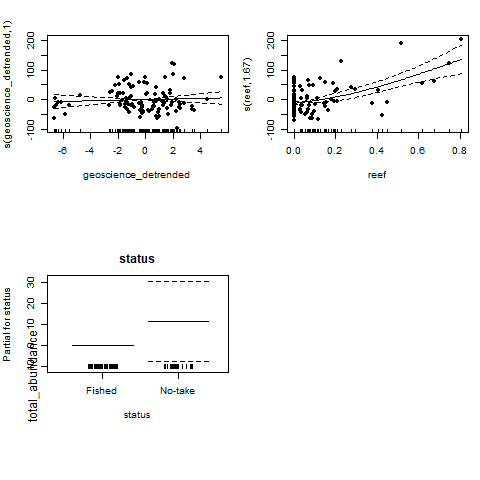 s(geoscience_detrended,1)
200
100
0
-100
-6
-4
-2
0
2
4
geoscience_detrended
s(reef,1.67)
200
100
0
-100
0.0
0.2
0.4
0.6
0.8
reef
status
Partial for status
total_abundance
30
20
10
0
Fished
No-take
status